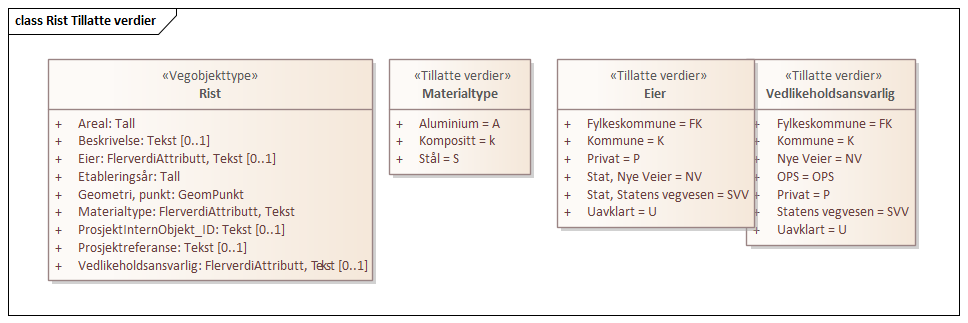 class Rist Tillatte verdier
«Vegobjekttype»
Rist
+ Areal: Tall
+ Beskrivelse: Tekst [0..1]
+ Eier: FlerverdiAttributt, Tekst [0..1]
+ Etableringsår: Tall
+ Geometri, punkt: GeomPunkt
+ Materialtype: FlerverdiAttributt, Tekst
+ ProsjektInternObjekt_ID: Tekst [0..1]
+ Prosjektreferanse: Tekst [0..1]
+ Vedlikeholdsansvarlig: FlerverdiAttributt, Tekst [0..1]
«Tillatte verdier»
Materialtype
+ Aluminium = A
+ Kompositt = k
+ Stål = S
«Tillatte verdier»
Eier
+ Fylkeskommune = FK
+ Kommune = K
+ Privat = P
+ Stat, Nye Veier = NV
+ Stat, Statens vegvesen = SVV
+ Uavklart = U
«Tillatte verdier»
Vedlikeholdsansvarlig
+ Fylkeskommune = FK
+ Kommune = K
+ Nye Veier = NV
+ OPS = OPS
+ Privat = P
+ Statens vegvesen = SVV
+ Uavklart = U